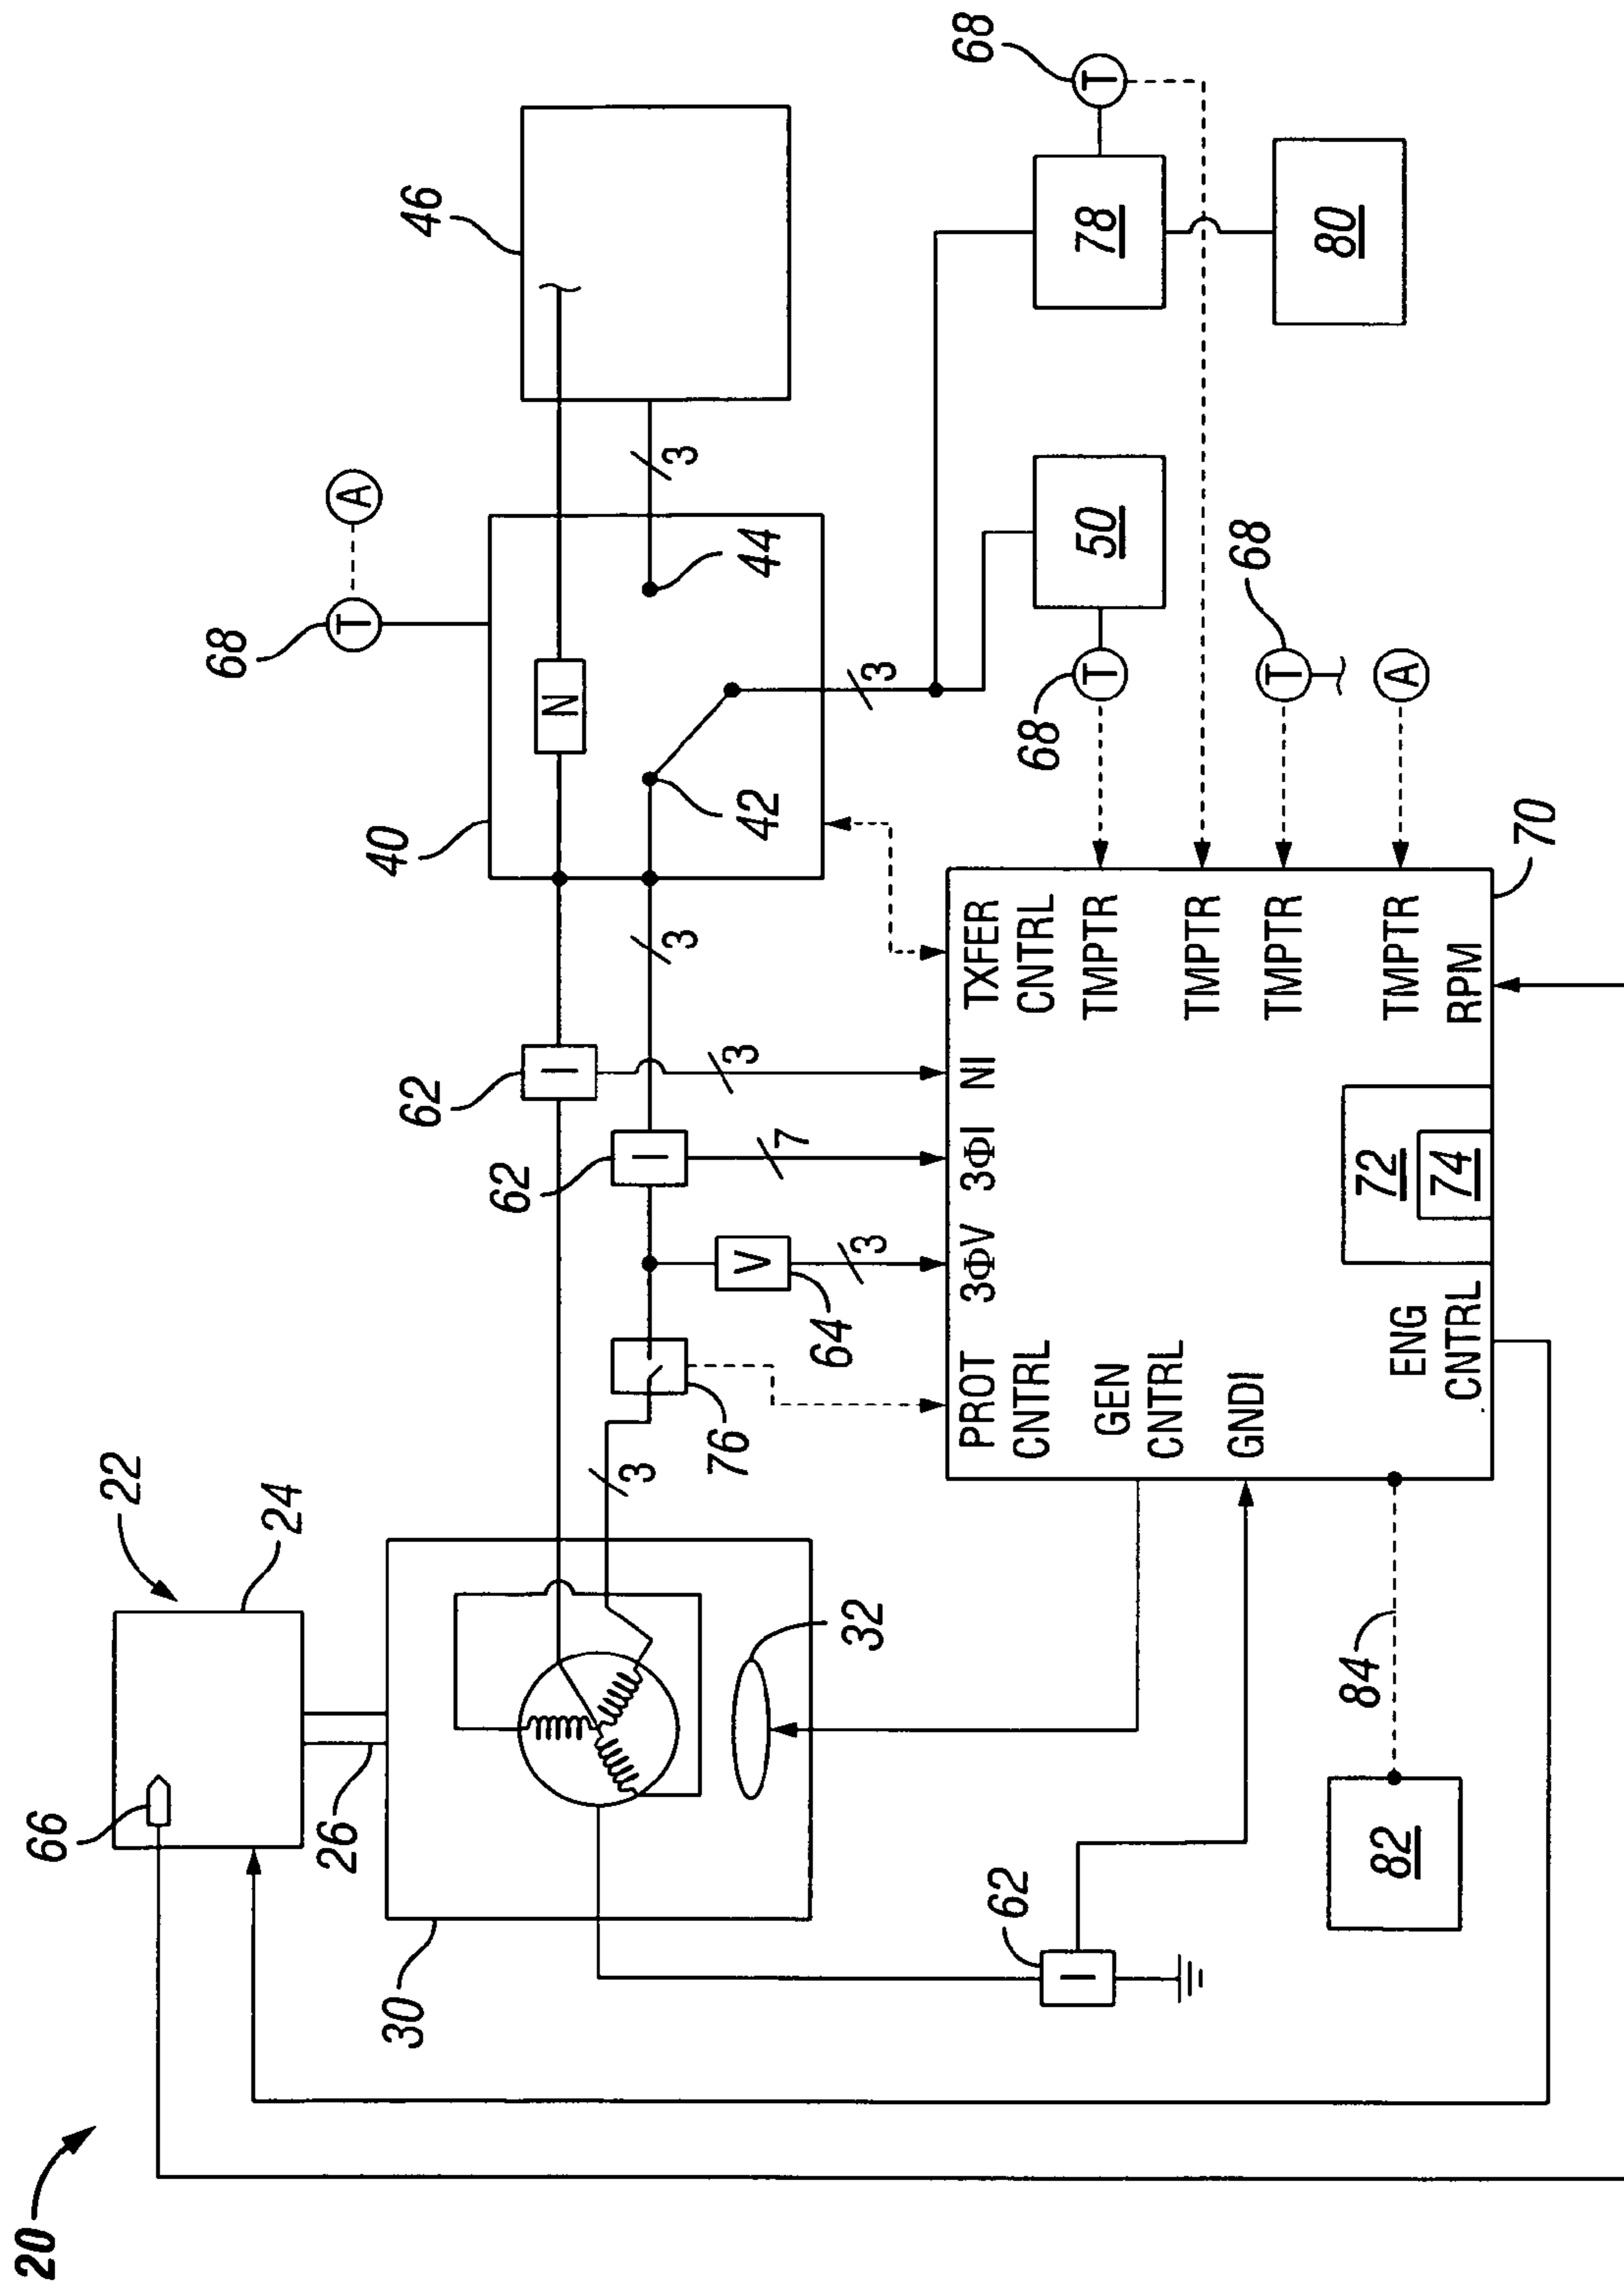 20
22
24
66
26
30
32
62
62
62
I
I
I
3
76
V
64
3
7
3
3
40
N
42
44
3
3
46
68
T
A
68
T
50
68
T
78
80
68
T
A
PROT
CNTRL
3ΦV
3ΦI
NI
TXFER
CNTRL
GEN
CNTRL
TMPTR
TMPTR
GNDI
TMPTR
ENG
CNTRL
72
74
TMPTR
RPM
70
82
84